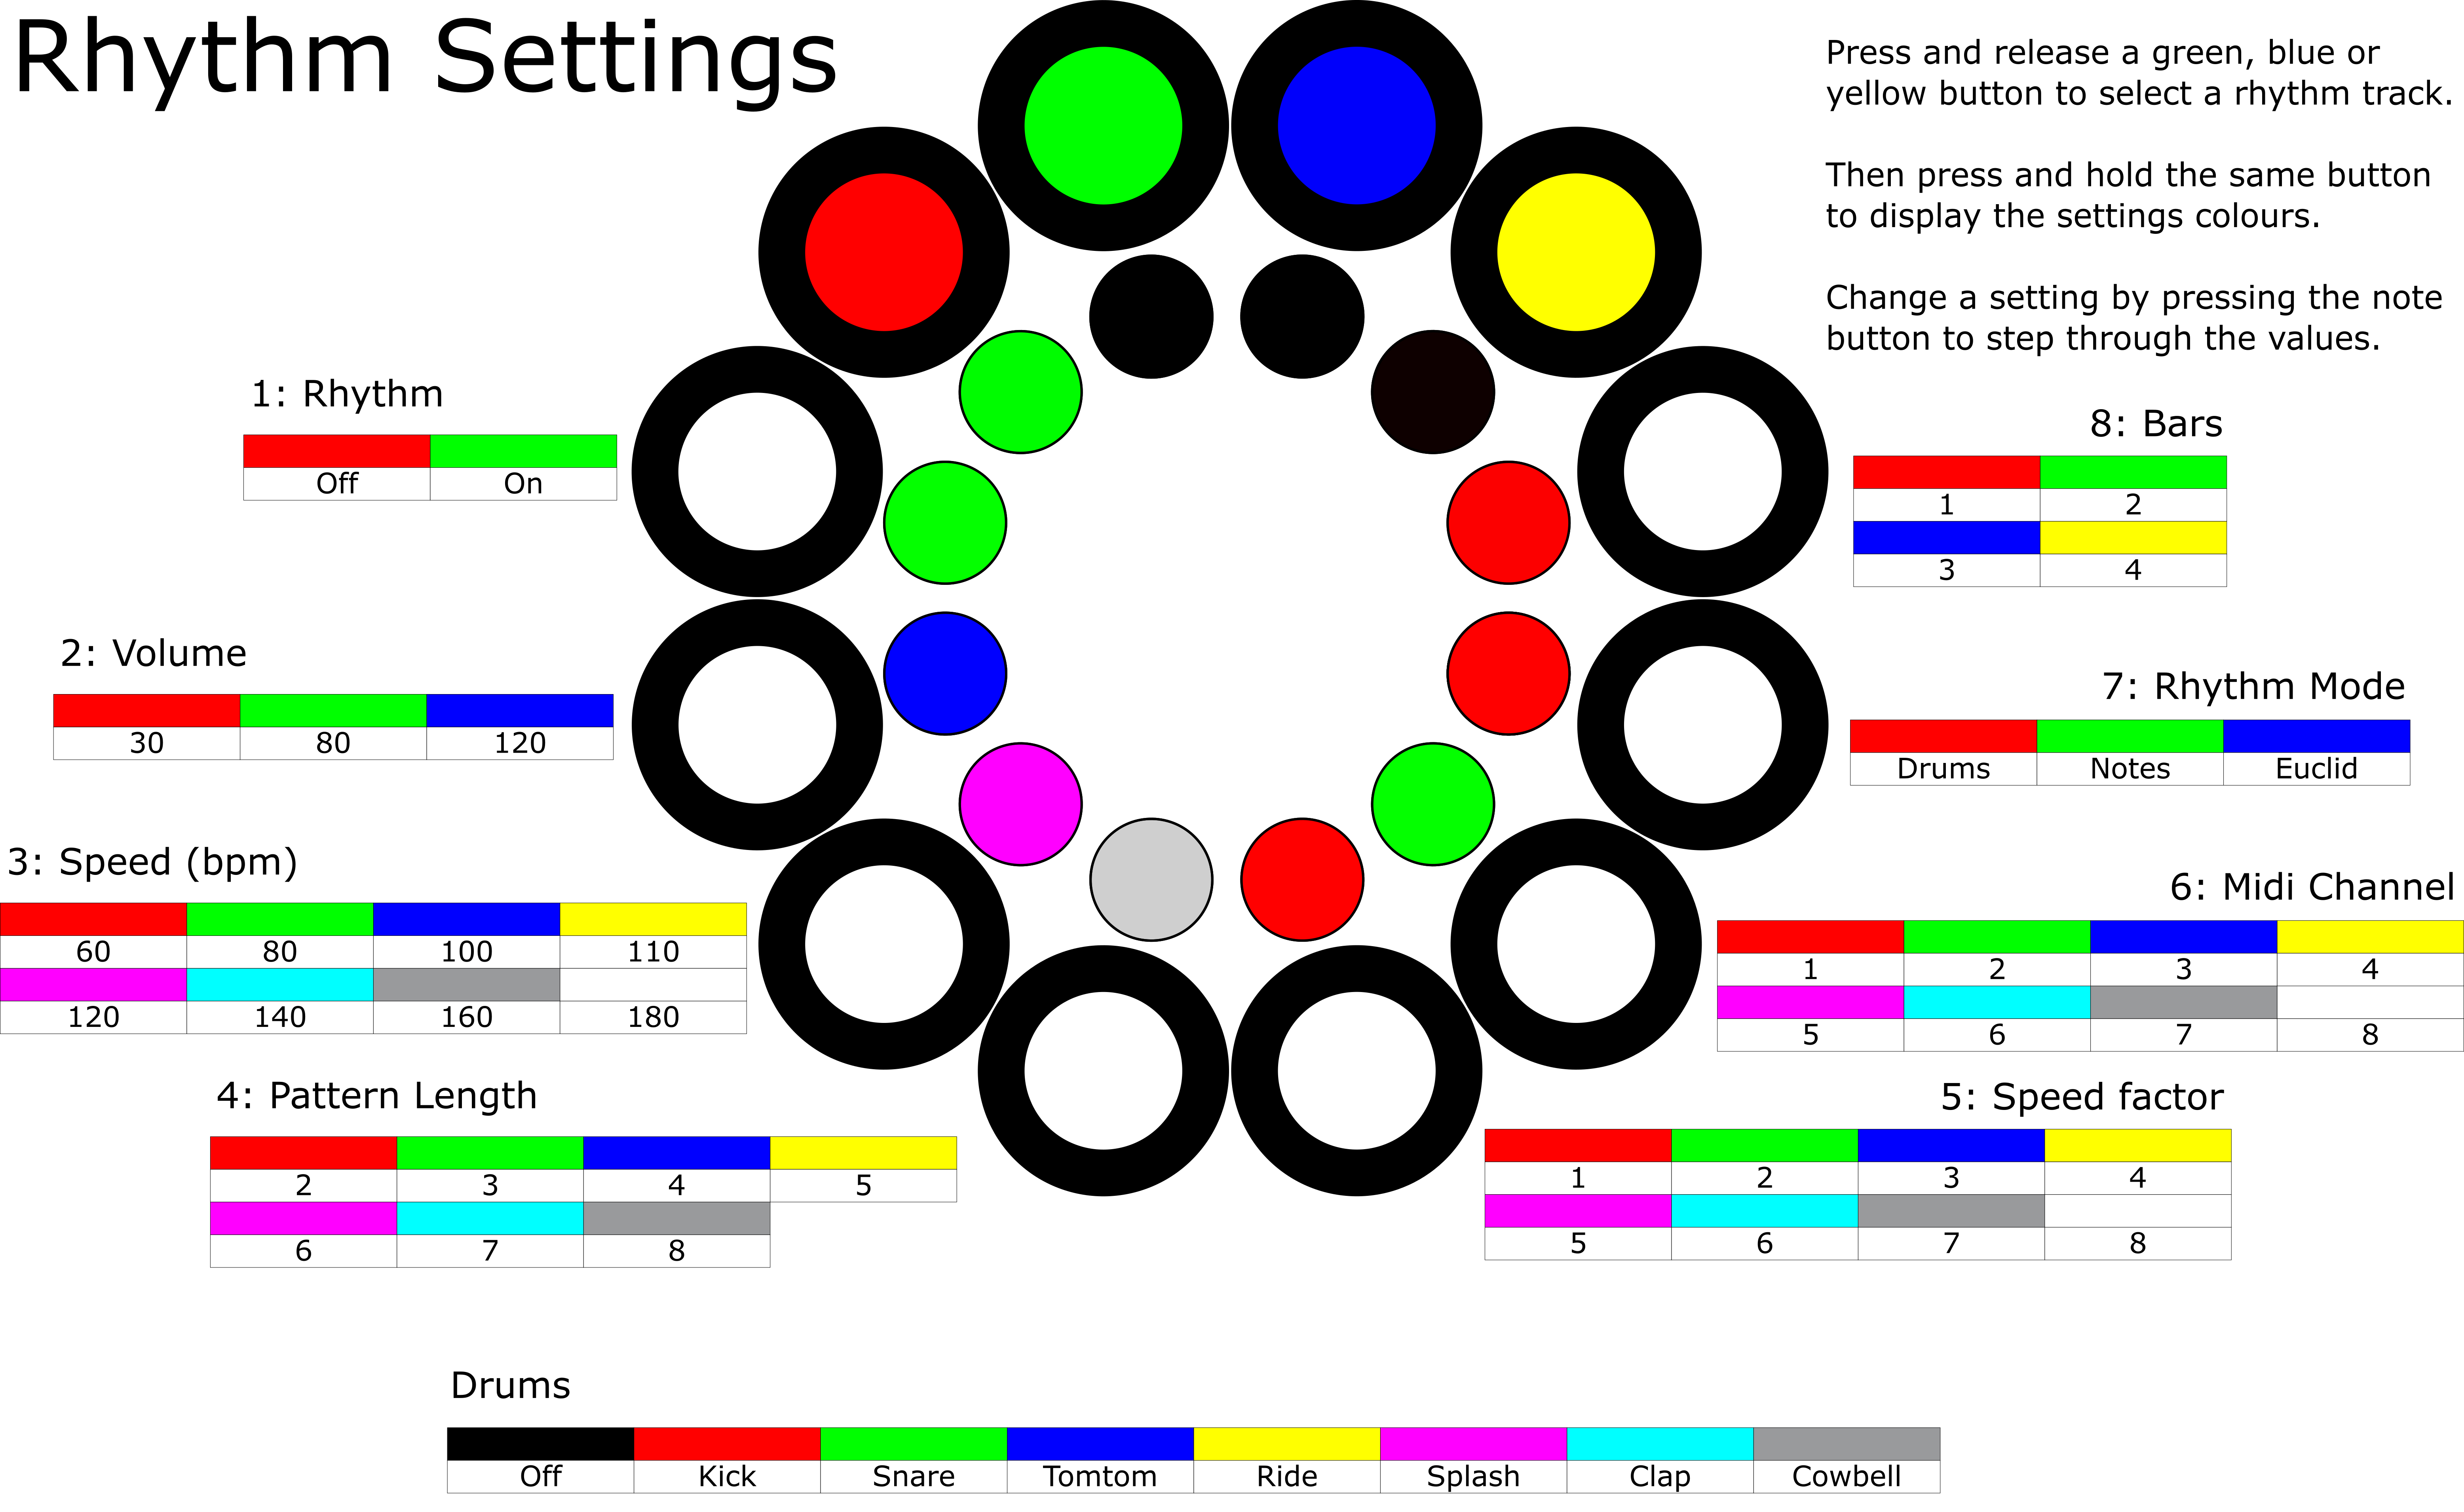 Rhythm Settings
Press and release a green, blue or
yellow button to select a rhythm track.
Then press and hold the same button
to display the settings colours.
Change a setting by pressing the note
button to step through the values.
1: Rhythm
Off On
8: Bars
1 2
3 4
2: Volume
30 80 120
7: Rhythm Mode
Drums Notes Euclid
3: Speed (bpm)
60 80 100 110
120 140 160 180
6: Midi Channel
1 2 3 4
5 6 7 8
4: Pattern Length
2 3 4 5
6 7 8
5: Speed factor
1 2 3 4
5 6 7 8
Drums
Off Kick Snare Tomtom Ride Splash Clap Cowbell